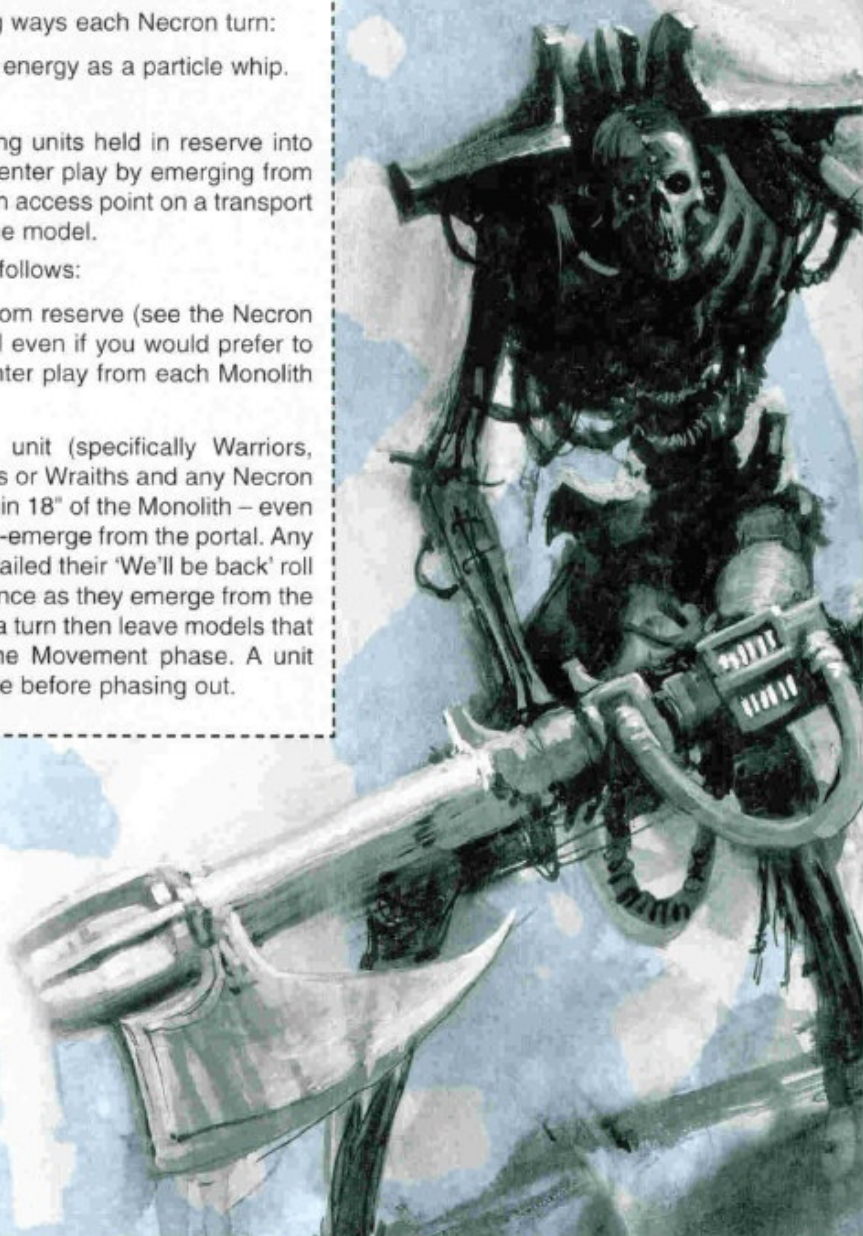 g ways each Necron turn:
energy as a particle whip.
ng units held in reserve into
enter play by emerging from
n access point on a transport
e model.
follows:
om reserve (see the Necron
l even if you would prefer to
nter play from each Monolith
unit (specifically Warriors,
s or Wraiths and any Necron
in 18" of the Monolith – even
-emerge from the portal. Any
ailed their 'We'll be back' roll
nce as they emerge from the
a turn then leave models that
ne Movement phase. A unit
e before phasing out.